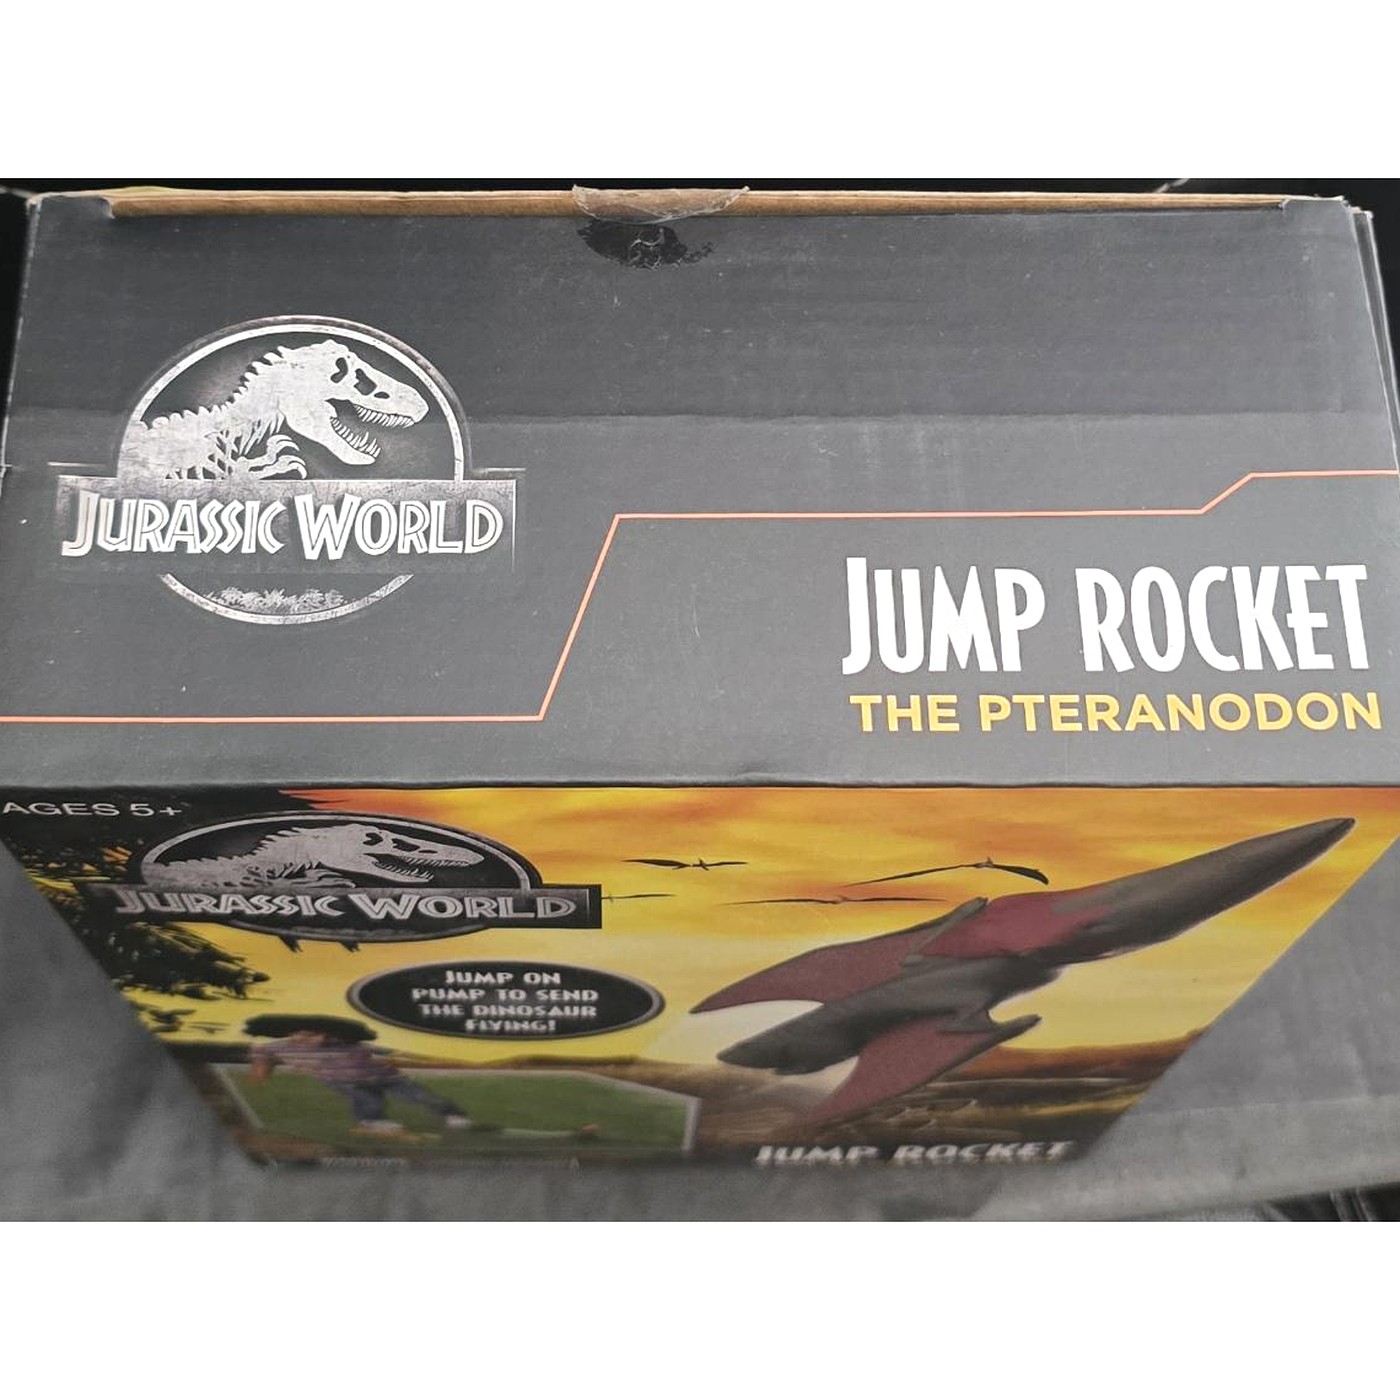 JURASSIC WORLD
JUMP ROCKET
THE PTERANODON
AGES 5+
JURASSIC WORLD
JUMP ON
PUMP TO SEND
THE DINOSAUR
FLYING!
JUMP ROCKET